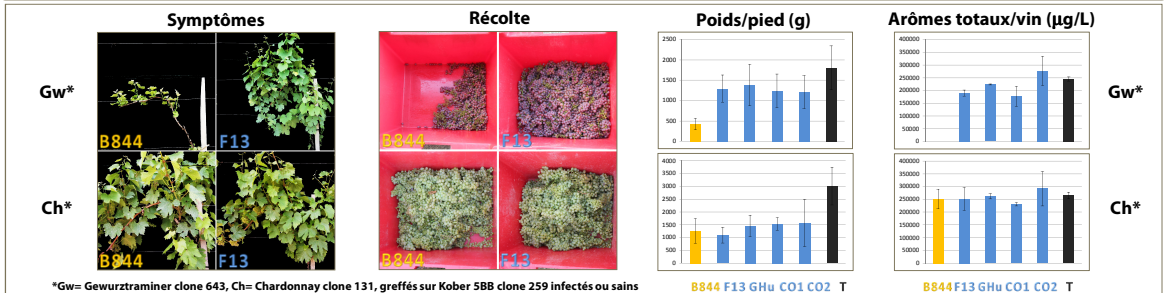 Symptômes Récolte Poids/pied (g) Arômes totaux/vin (µg/L)
Gw*
B844 F13
B844 F13
2500
2000
1500
1000
500
0
400000
350000
300000
250000
200000
150000
100000
50000
0
Gw*
Ch*
B844 F13
B844 F13
4000
3500
3000
2500
2000
1500
1000
500
0
400000
350000
300000
250000
200000
150000
100000
50000
0
Ch*
*Gw= Gewurztraminer clone 643, Ch= Chardonnay clone 131, greffés sur Kober 5BB clone 259 infectés ou sains
B844 F13 GHu CO1 CO2 T
B844 F13 GHu CO1 CO2 T